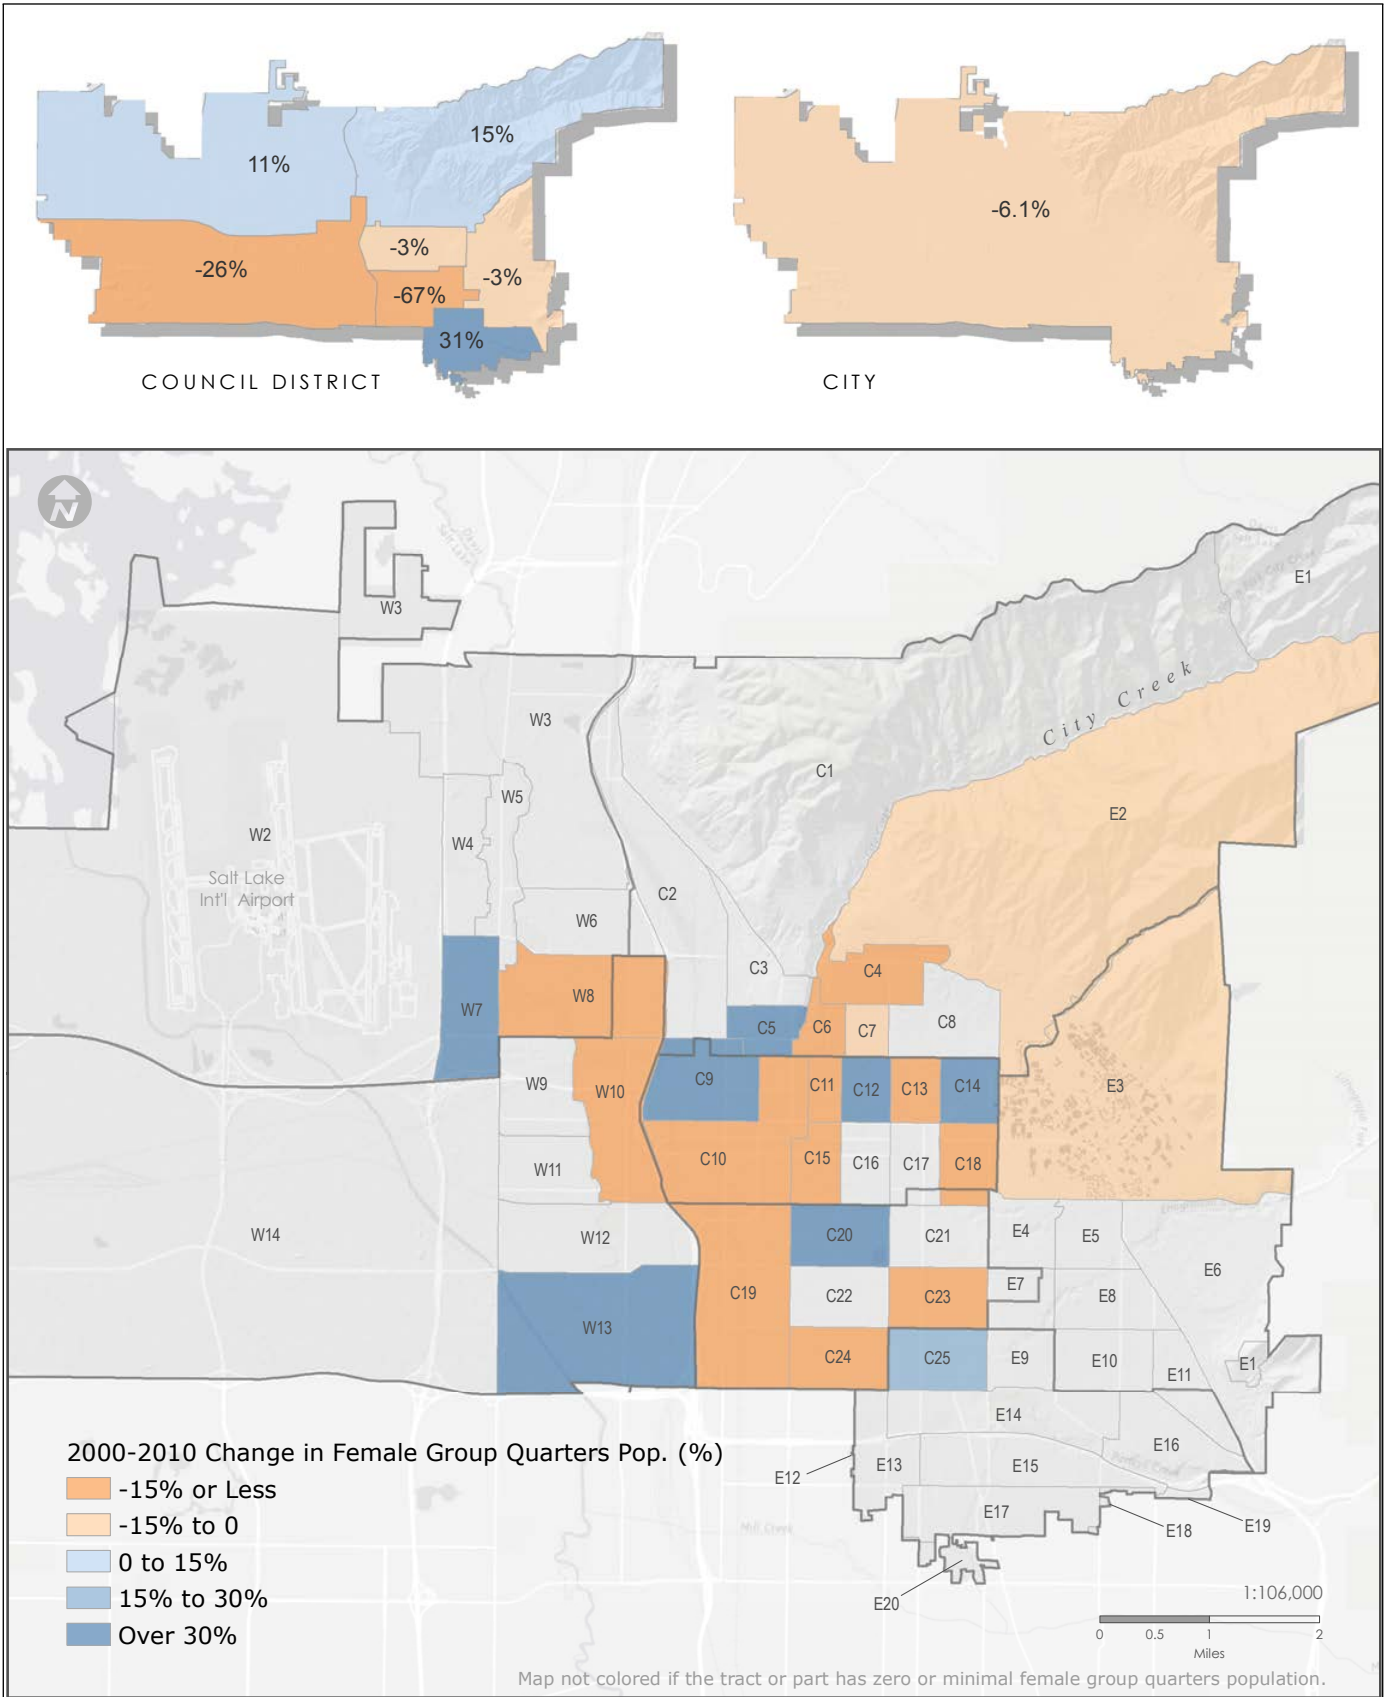 11%
15%
-26%
-3%
-3%
-67%
31%
COUNCIL DISTRICT
-6.1%
CITY
N
Davis
Salt Lake
E1
W3
City Creek
W3
C1
W5
E2
W2
W4
Salt Lake
Int'l Airport
C2
W6
C3
C4
W8
W7
C5
C6
C7
C8
C9
W9
W10
C11
C12
C13
C14
E3
C10
C15
C16
C17
C18
W11
W14
W12
C20
C21
E4
E5
E6
C19
C22
C23
E7
E8
W13
C24
C25
E9
E10
E11
E1
E14
E16
E12
E13
E15
E17
E18
E19
E20
Mill Creek
2000-2010 Change in Female Group Quarters Pop. (%)
-15% or Less
-15% to 0
0 to 15%
15% to 30%
Over 30%
1:106,000
0 0.5 1 2
Miles
Map not colored if the tract or part has zero or minimal female group quarters population.